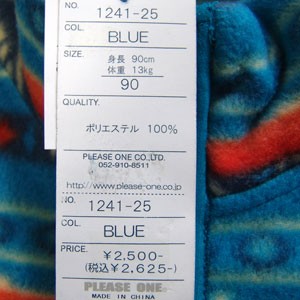 NO. 1241-25
COL. BLUE
SIZE. 身長 90cm
体重 13kg
90
QUALITY.
ポリエステル 100%
PLEASE ONE CO.,LTD.
052-910-8511
http://www.please-one.co.jp
NO. 1241-25
COL. BLUE
PRICE. ¥2,500-
(税込¥2,625-)
PLEASE ONE
MADE IN CHINA